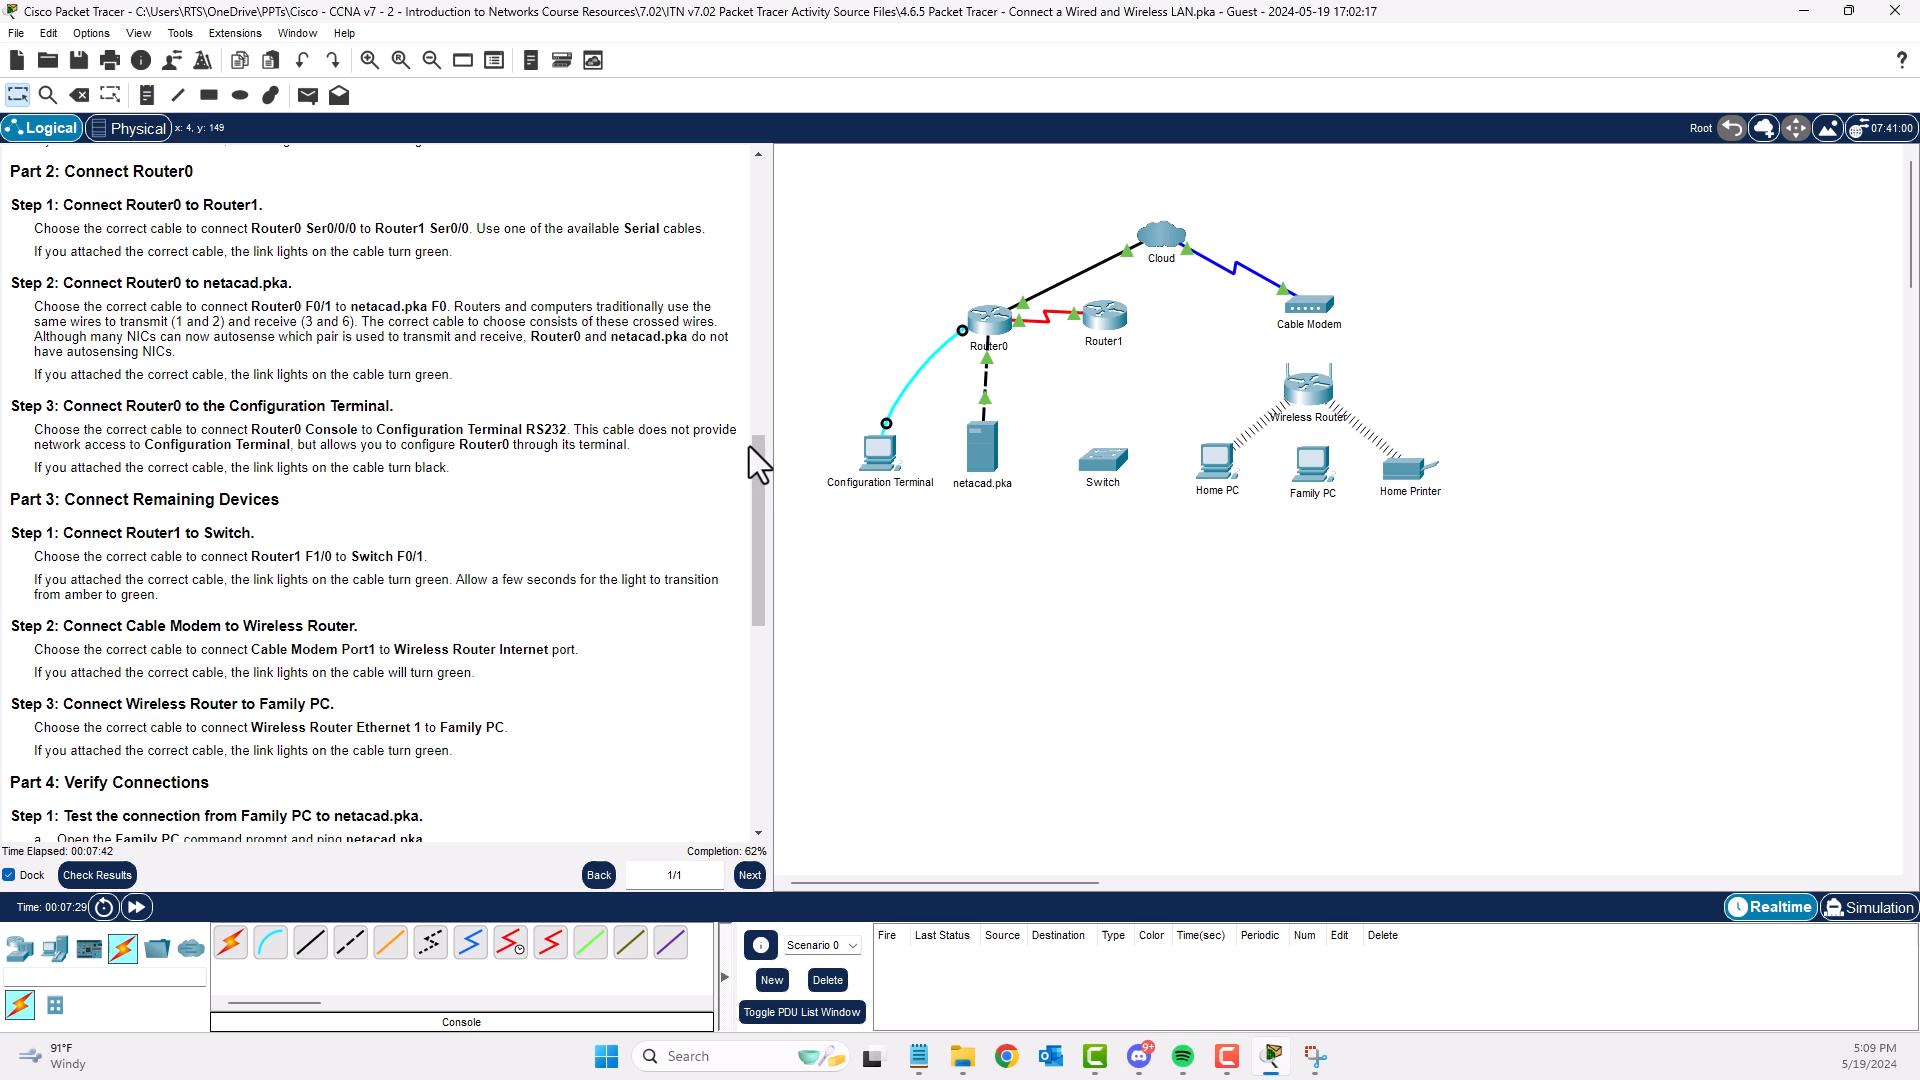 Cisco Packet Tracer - C:\Users\RTS\OneDrive\PPTs\Cisco - CCNA v7 - 2 - Introduction to Networks Course Resources\7.02\ITN v7.02 Packet Tracer Activity Source Files\4.6.5 Packet Tracer - Connect a Wired and Wireless LAN.pka - Guest - 2024-05-19 17:02:17
File Edit Options View Tools Extensions Window Help
Logical Physical x: 4, y: 149 Root 07:41:00
Part 2: Connect Router0
Step 1: Connect Router0 to Router1.
Choose the correct cable to connect Router0 Ser0/0/0 to Router1 Ser0/0. Use one of the available Serial cables.
If you attached the correct cable, the link lights on the cable turn green.
Step 2: Connect Router0 to netacad.pka.
Choose the correct cable to connect Router0 F0/1 to netacad.pka F0. Routers and computers traditionally use the
same wires to transmit (1 and 2) and receive (3 and 6). The correct cable to choose consists of these crossed wires.
Although many NICs can now autosense which pair is used to transmit and receive, Router0 and netacad.pka do not
have autosensing NICs.
If you attached the correct cable, the link lights on the cable turn green.
Step 3: Connect Router0 to the Configuration Terminal.
Choose the correct cable to connect Router0 Console to Configuration Terminal RS232. This cable does not provide
network access to Configuration Terminal, but allows you to configure Router0 through its terminal.
If you attached the correct cable, the link lights on the cable turn black.
Part 3: Connect Remaining Devices
Step 1: Connect Router1 to Switch.
Choose the correct cable to connect Router1 F1/0 to Switch F0/1.
If you attached the correct cable, the link lights on the cable turn green. Allow a few seconds for the light to transition
from amber to green.
Step 2: Connect Cable Modem to Wireless Router.
Choose the correct cable to connect Cable Modem Port1 to Wireless Router Internet port.
If you attached the correct cable, the link lights on the cable will turn green.
Step 3: Connect Wireless Router to Family PC.
Choose the correct cable to connect Wireless Router Ethernet 1 to Family PC.
If you attached the correct cable, the link lights on the cable turn green.
Part 4: Verify Connections
Step 1: Test the connection from Family PC to netacad.pka.
a. Open the Family PC command prompt and ping netacad.pka
Cloud
Cable Modem
Router0
Router1
Wireless Router
Configuration Terminal
netacad.pka
Switch
Home PC
Family PC
Home Printer
Time Elapsed: 00:07:42 Completion: 62%
Dock Check Results Back 1/1 Next
Time: 00:07:29 Realtime Simulation
Scenario 0
New Delete
Toggle PDU List Window
Fire Last Status Source Destination Type Color Time(sec) Periodic Num Edit Delete
Console
91°F
Windy
Search
9+
5:09 PM
5/19/2024